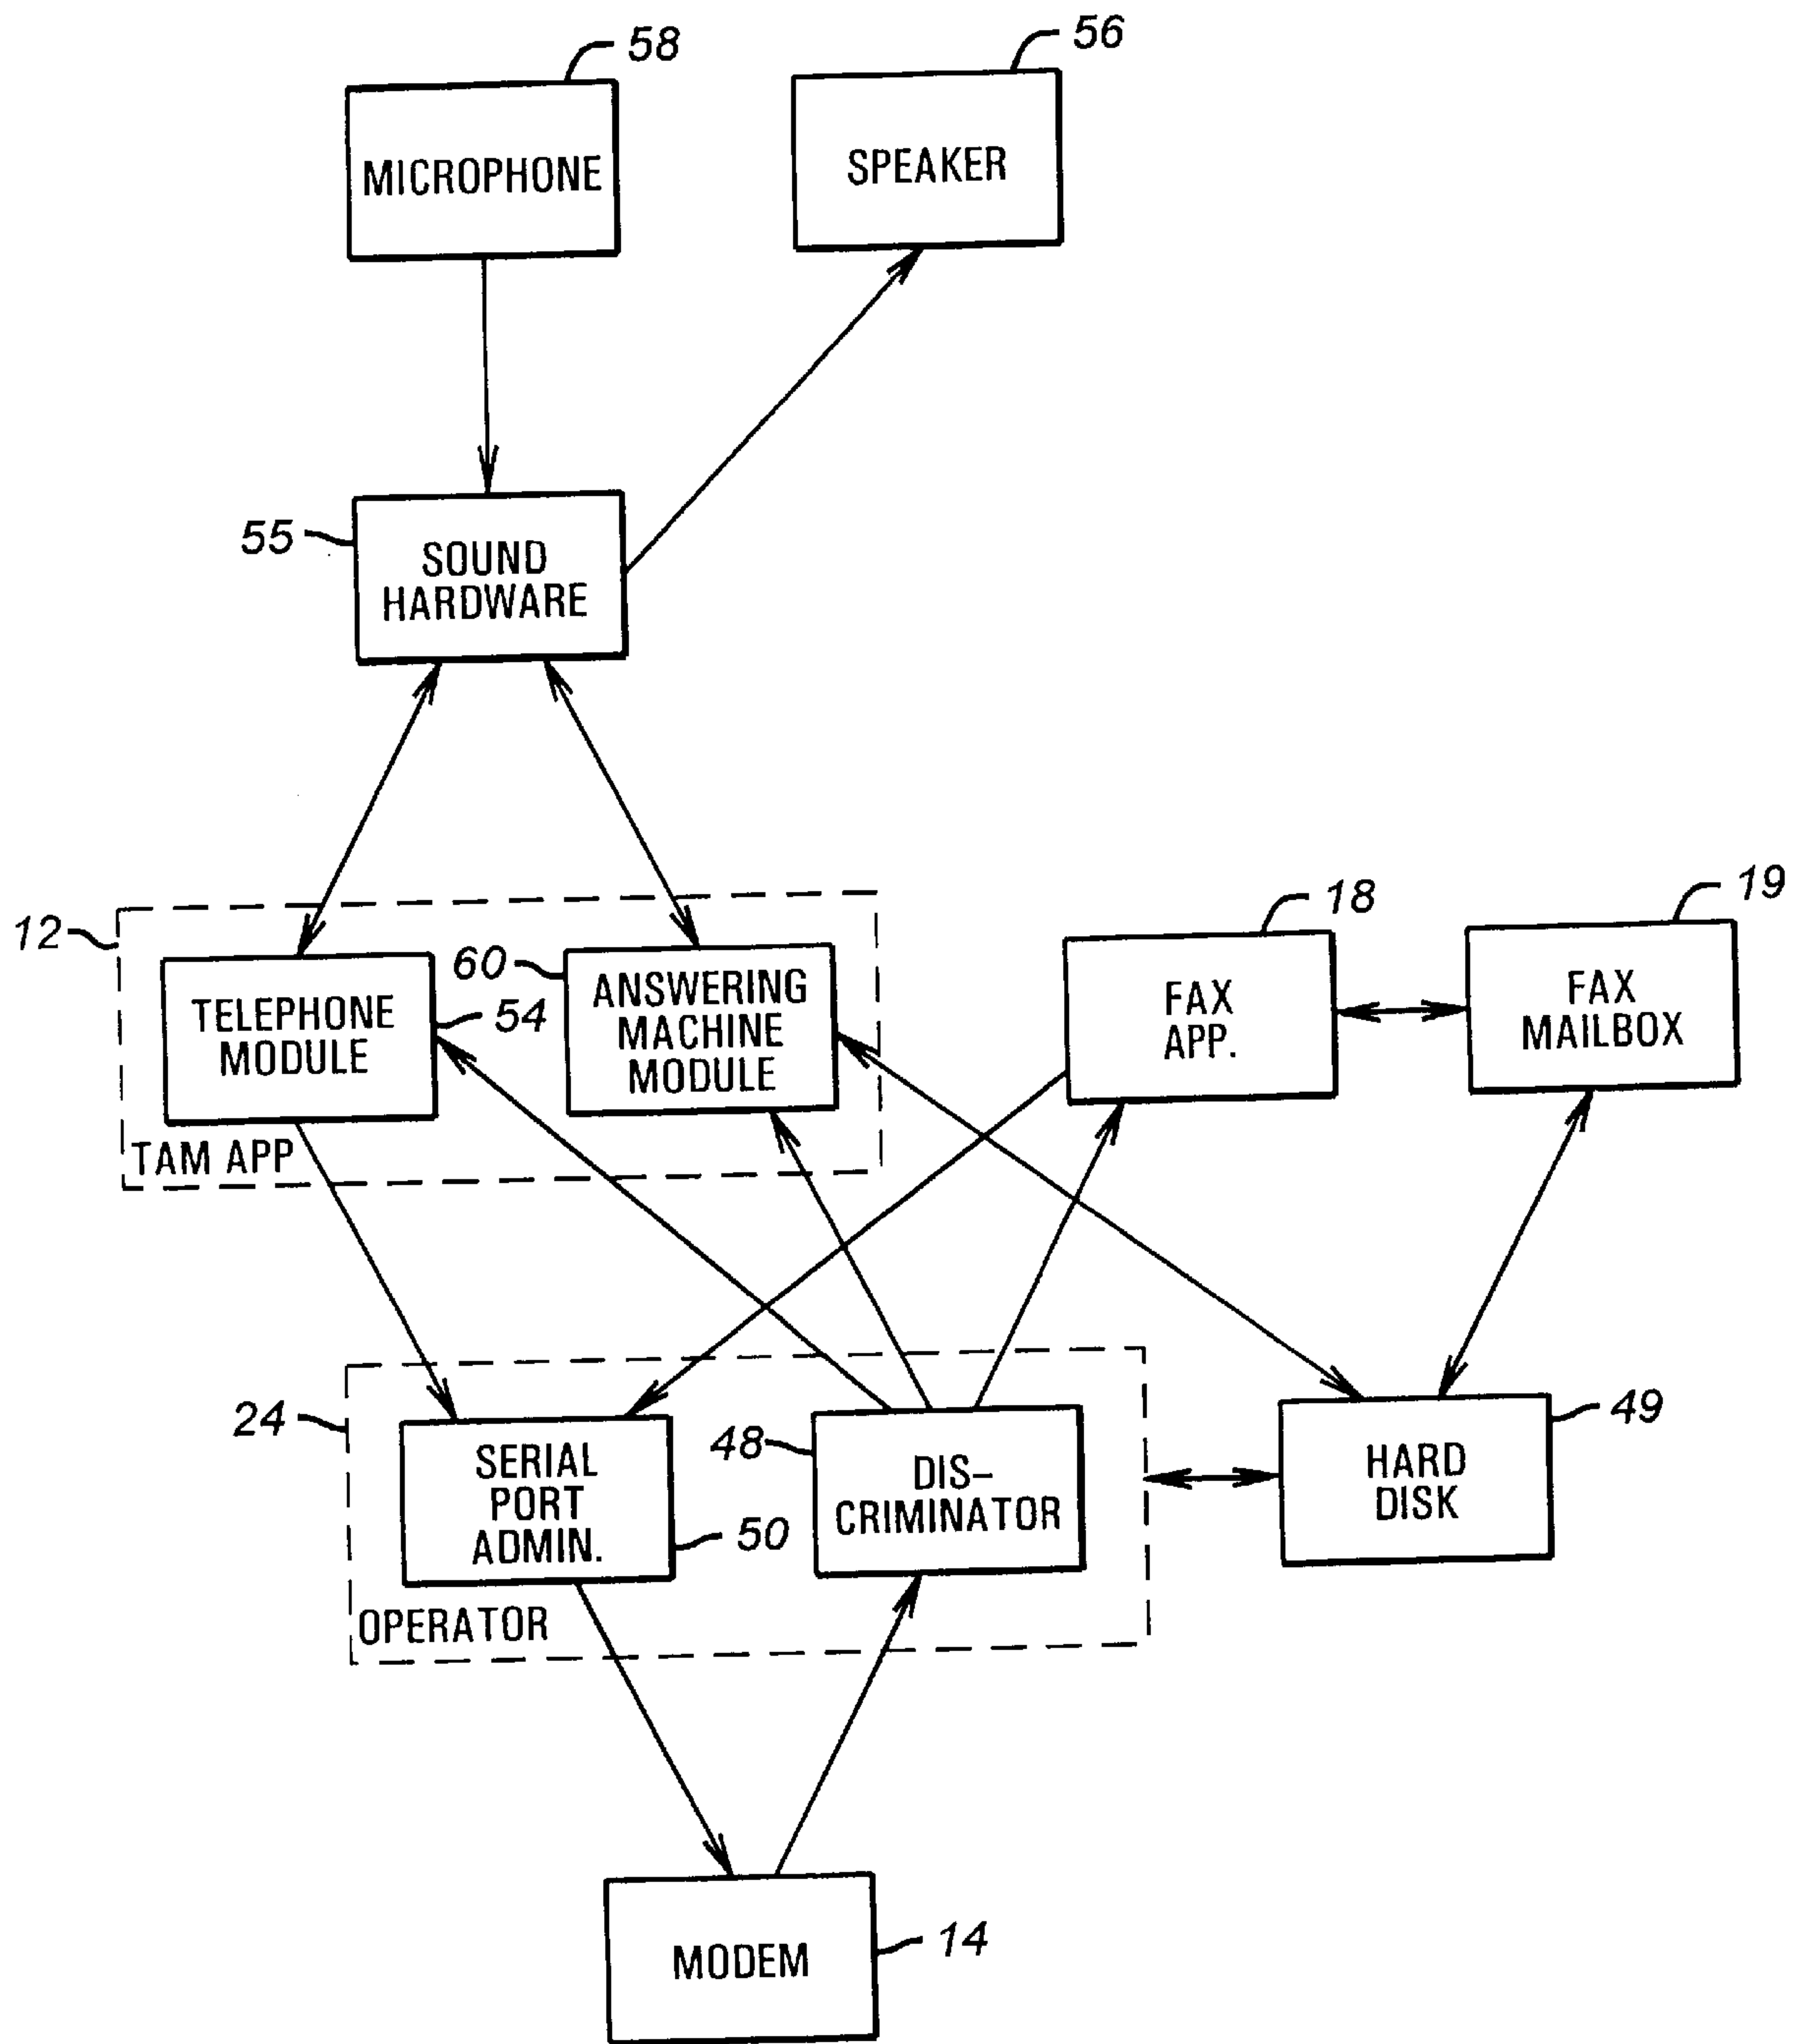 58
56
MICROPHONE
SPEAKER
55
SOUND
HARDWARE
12
18
19
60
54
TELEPHONE
MODULE
ANSWERING
MACHINE
MODULE
FAX
APP.
FAX
MAILBOX
TAM APP
24
48
49
SERIAL
PORT
ADMIN.
50
DIS-
CRIMINATOR
HARD
DISK
OPERATOR
MODEM
14